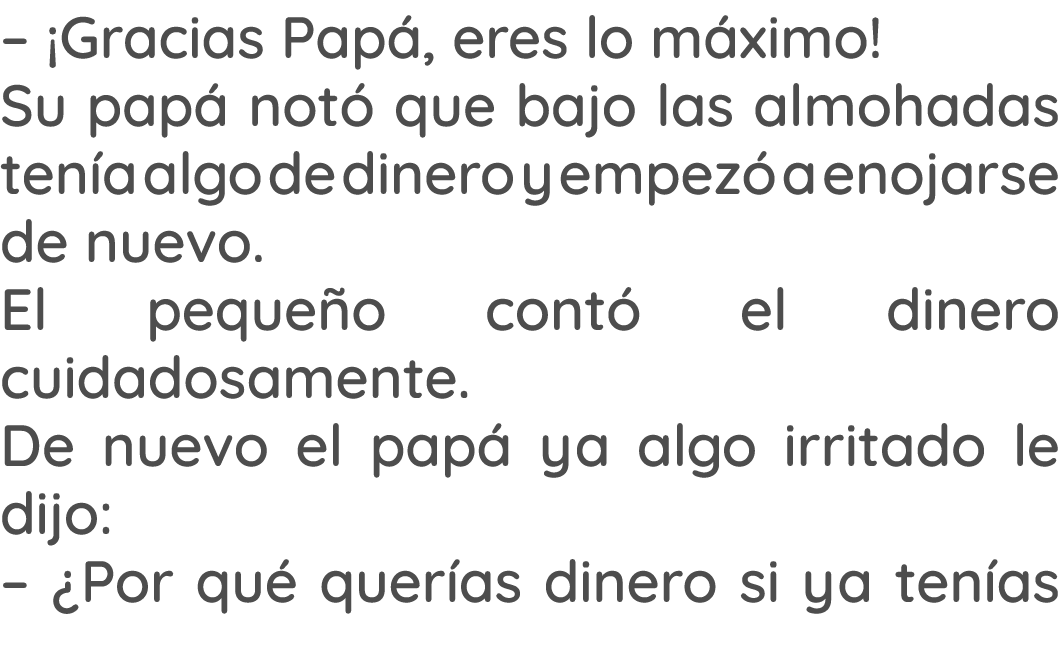 – ¡Gracias Papá, eres lo máximo!
Su papá notó que bajo las almohadas
tenía algo de dinero y empezó a enojarse
de nuevo.
El pequeño contó el dinero
cuidadosamente.
De nuevo el papá ya algo irritado le
dijo:
– ¿Por qué querías dinero si ya tenías